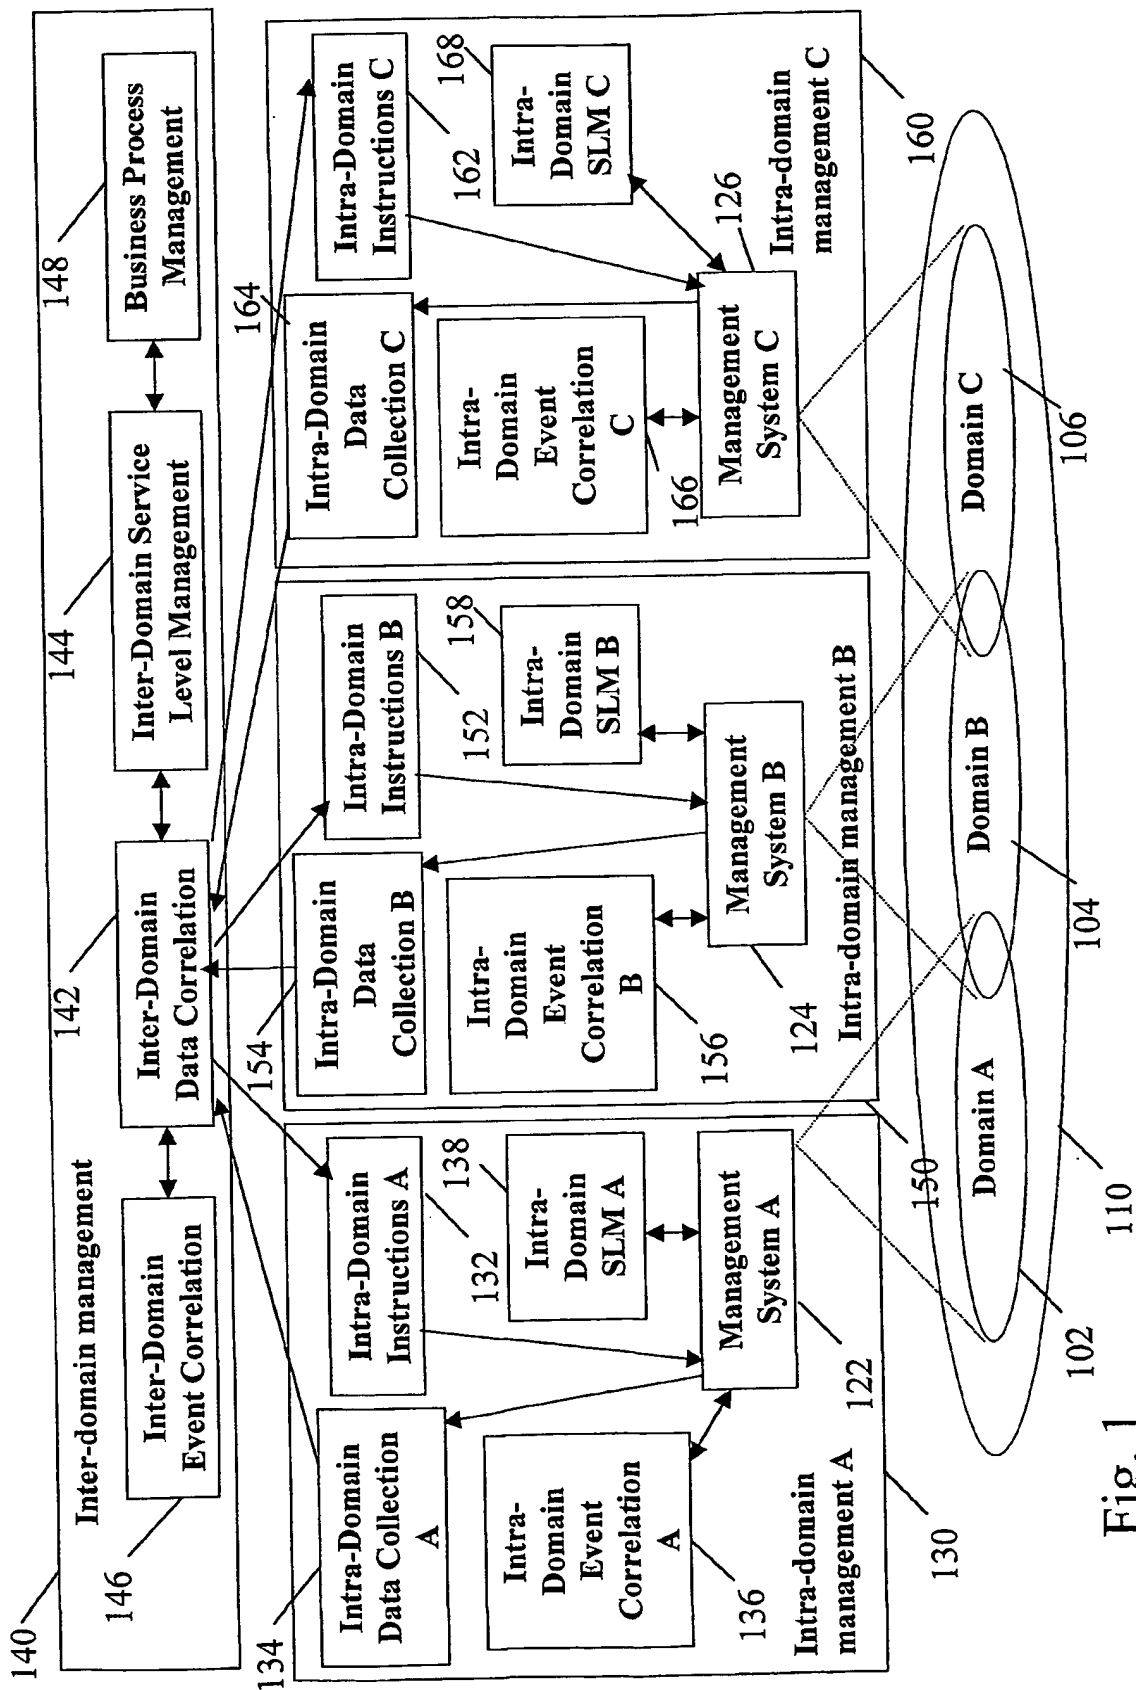 140
Inter-domain management
146
Inter-Domain
Event Correlation
142
Inter-Domain
Data Correlation
144
Inter-Domain Service
Level Management
148
Business Process
Management
134
Intra-Domain
Data Collection
A
Intra-Domain
Instructions A
132
138
Intra-
Domain
SLM A
Intra-
Domain
Event
Correlation
A
136
Management
System A
122
Intra-domain
management A
130
154
Intra-Domain
Data
Collection B
Intra-Domain
Instructions B
152
158
Intra-
Domain
SLM B
Intra-
Domain
Event
Correlation
B
156
Management
System B
124
Intra-domain management B
150
164
Intra-Domain
Data
Collection C
Intra-Domain
Instructions C
162
168
Intra-
Domain
SLM C
Intra-
Domain
Event
Correlation
C
166
Management
System C
126
Intra-domain
management C
160
Domain A
Domain B
Domain C
102
104
106
110
Fig. 1